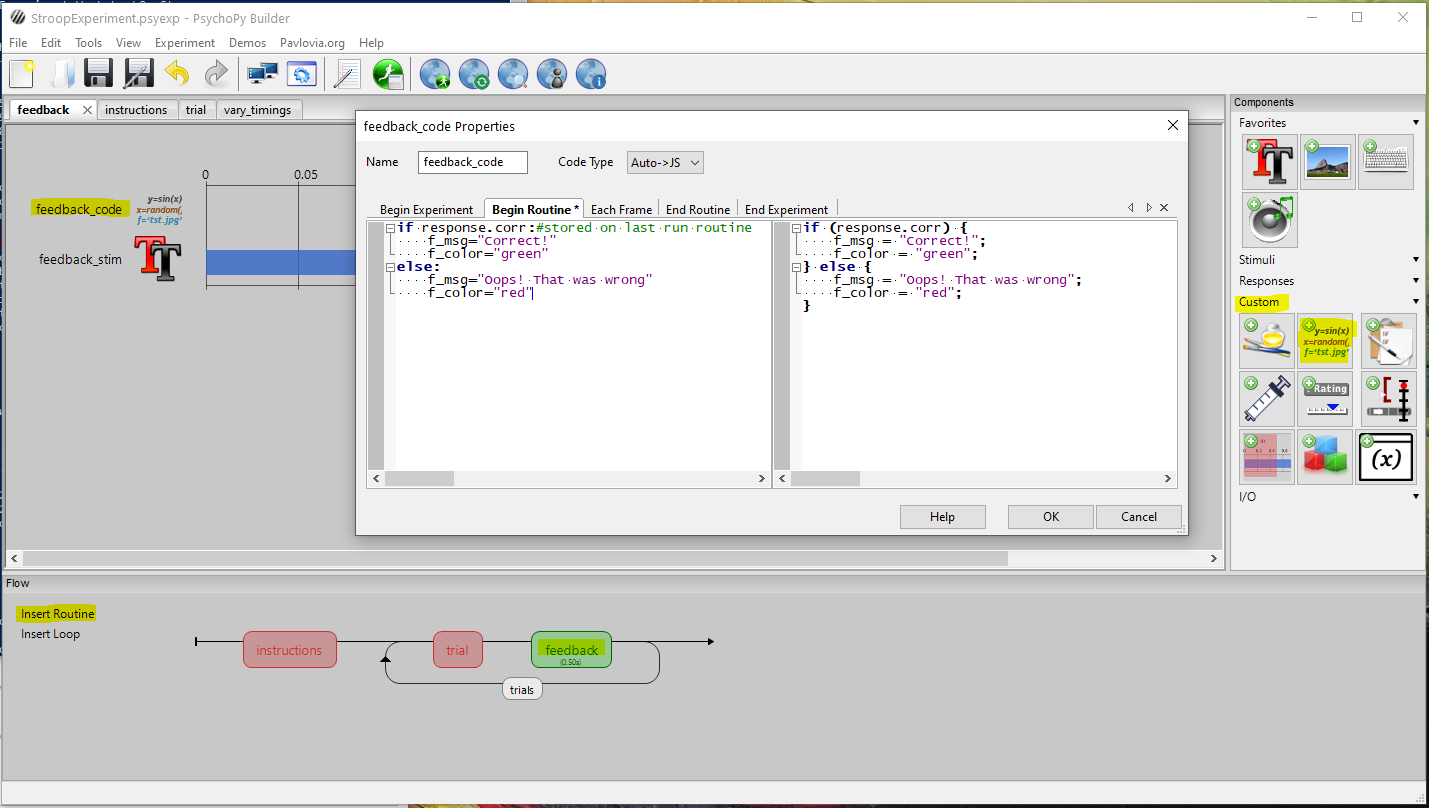 StroopExperiment.psyexp - PsychoPy Builder
File Edit Tools View Experiment Demos Pavlovia.org Help
feedback instructions trial vary_timings
Components
Favorites
feedback_code Properties
Name feedback_code Code Type Auto->JS
0 0.05
feedback_code
y=sin(x)
x=random(,
f='tst.jpg'
feedback_stim
Begin Experiment Begin Routine * Each Frame End Routine End Experiment
if response.corr:#stored on last run routine
f_msg="Correct!"
f_color="green"
else:
f_msg="Oops! That was wrong"
f_color="red"
if (response.corr) {
f_msg = "Correct!";
f_color = "green";
} else {
f_msg = "Oops! That was wrong";
f_color = "red";
}
Stimuli
Responses
Custom
y=sin(x)
x=random(,
f='tst.jpg'
Rating
(x)
I/O
Help OK Cancel
Flow
Insert Routine
Insert Loop
instructions trial feedback
(0.50s)
trials